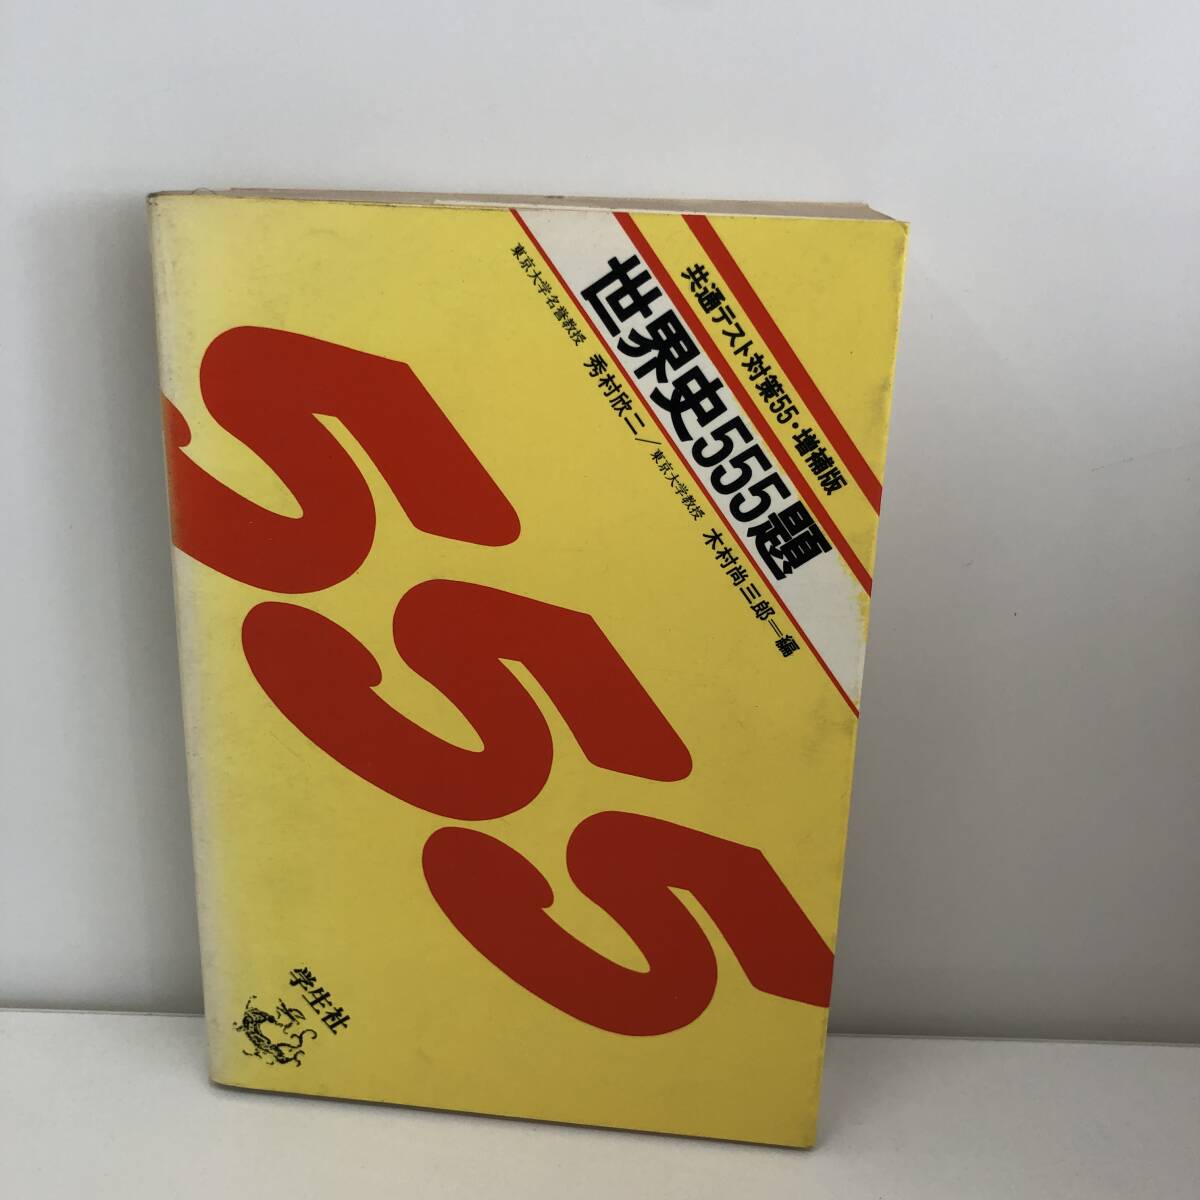 共通テスト対策55・増補版
世界史555題
東京大学名誉教授 秀村欣二／東京大学教授 木村尚三郎＝編
555
学生社